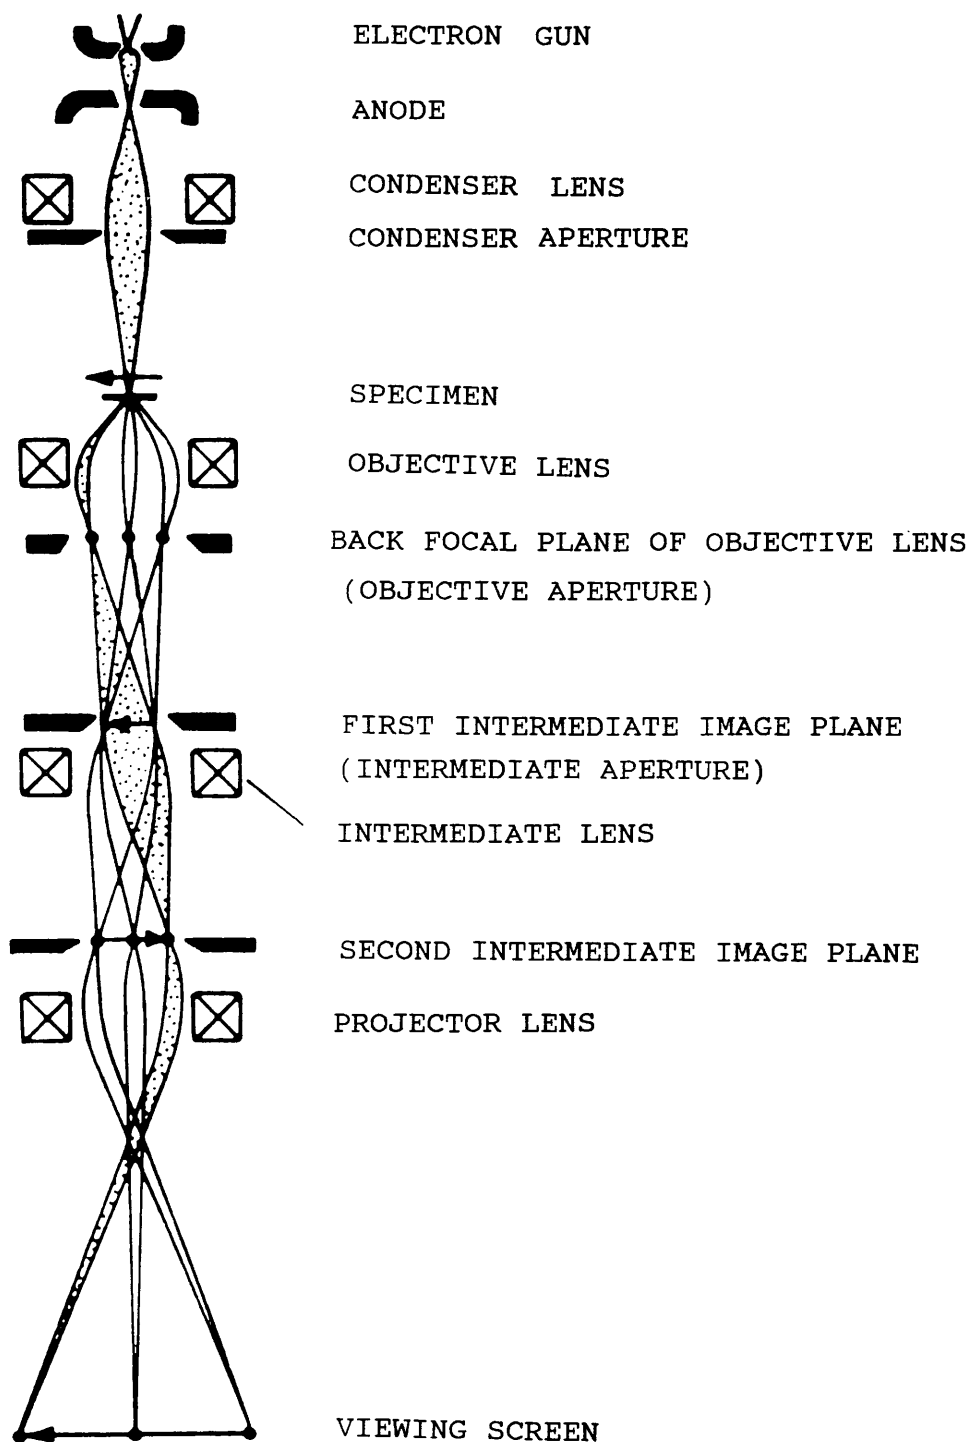 ELECTRON GUN
ANODE
CONDENSER LENS
CONDENSER APERTURE
SPECIMEN
OBJECTIVE LENS
BACK FOCAL PLANE OF OBJECTIVE LENS
(OBJECTIVE APERTURE)
FIRST INTERMEDIATE IMAGE PLANE
(INTERMEDIATE APERTURE)
INTERMEDIATE LENS
SECOND INTERMEDIATE IMAGE PLANE
PROJECTOR LENS
VIEWING SCREEN